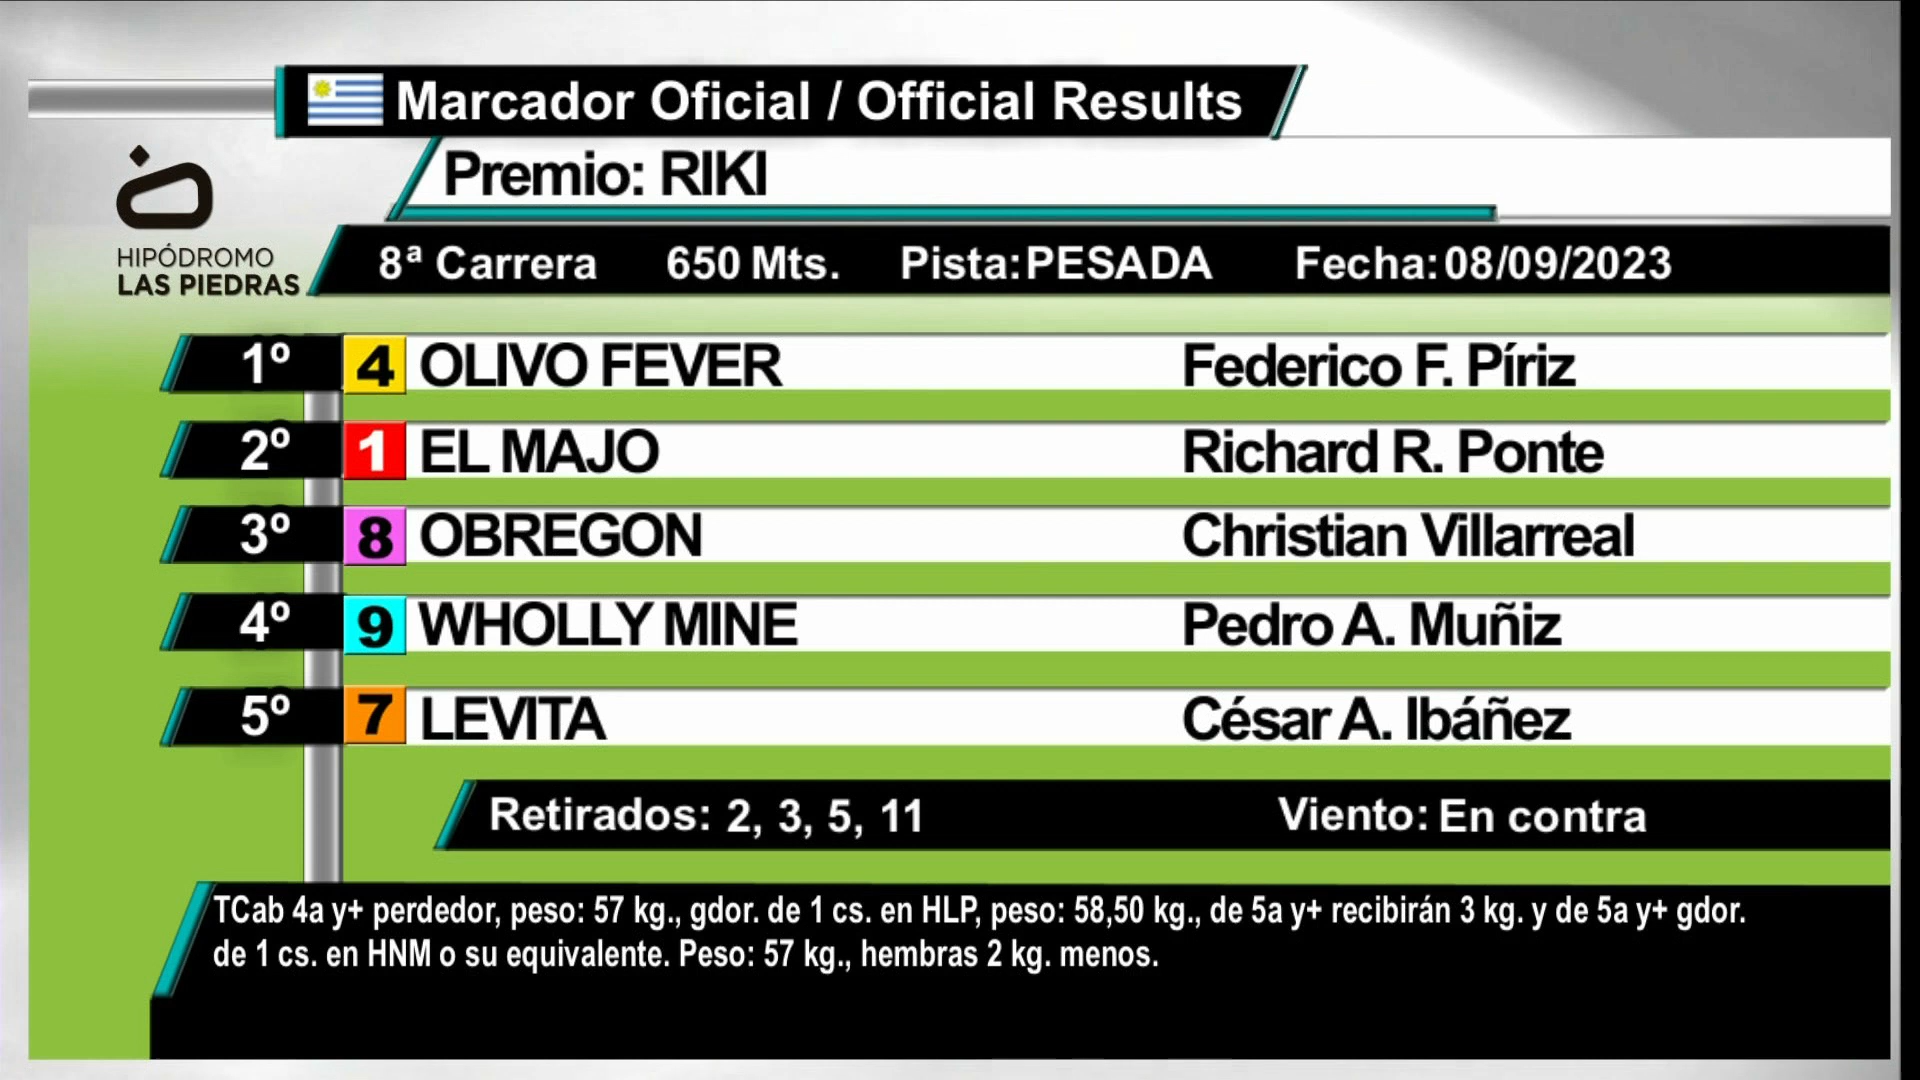 Marcador Oficial / Official Results
Premio: RIKI
HIPÓDROMO
LAS PIEDRAS
8ª Carrera 650 Mts. Pista: PESADA Fecha: 08/09/2023
1º 4 OLIVO FEVER Federico F. Píriz
2º 1 EL MAJO Richard R. Ponte
3º 8 OBREGON Christian Villarreal
4º 9 WHOLLY MINE Pedro A. Muñiz
5º 7 LEVITA César A. Ibáñez
Retirados: 2, 3, 5, 11 Viento: En contra
TCab 4a y+ perdedor, peso: 57 kg., gdor. de 1 cs. en HLP, peso: 58,50 kg., de 5a y+ recibirán 3 kg. y de 5a y+ gdor.
de 1 cs. en HNM o su equivalente. Peso: 57 kg., hembras 2 kg. menos.